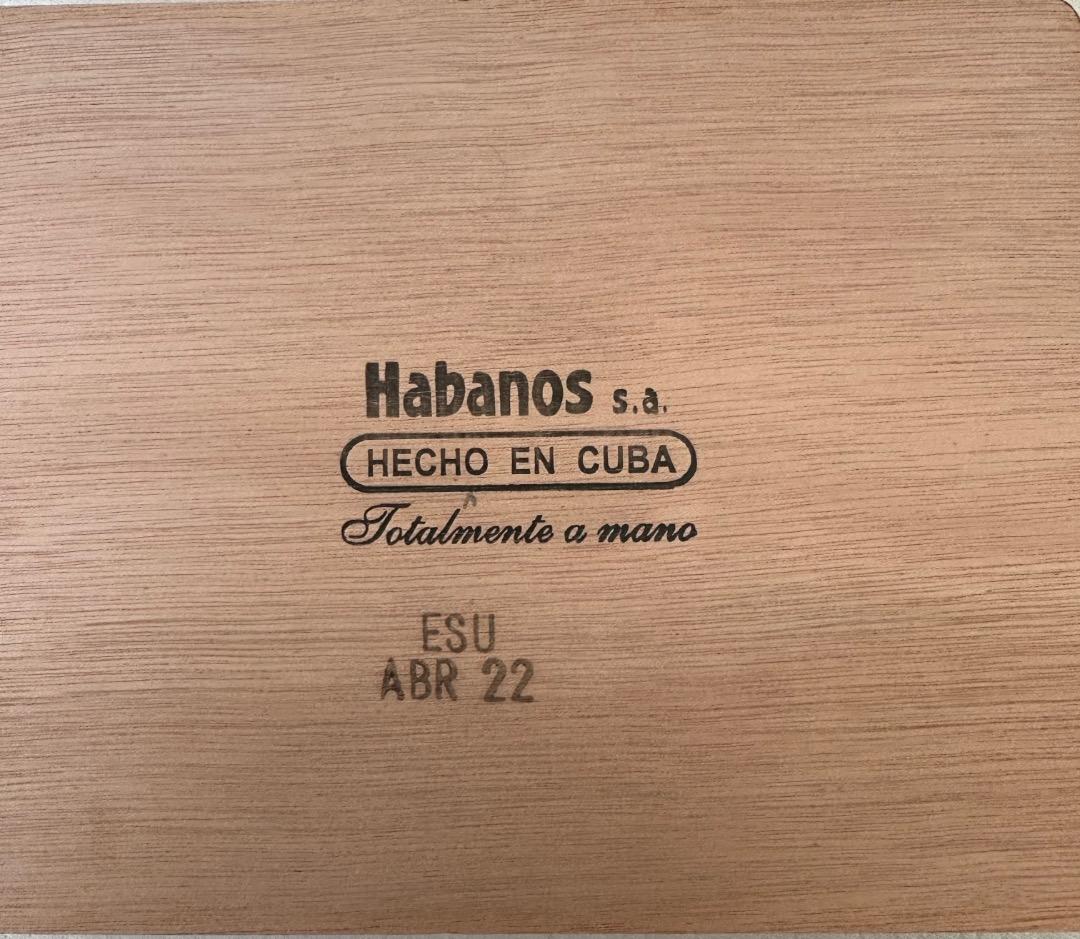 Habanos s.a.
HECHO EN CUBA
Totalmente a mano
ESU
ABR 22